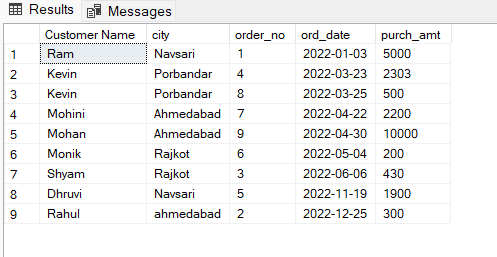 Results Messages
Customer Name city order_no ord_date purch_amt
1 Ram Navsari 1 2022-01-03 5000
2 Kevin Porbandar 4 2022-03-23 2303
3 Kevin Porbandar 8 2022-03-25 500
4 Mohini Ahmedabad 7 2022-04-22 2200
5 Mohan Ahmedabad 9 2022-04-30 10000
6 Monik Rajkot 6 2022-05-04 200
7 Shyam Rajkot 3 2022-06-06 430
8 Dhruvi Navsari 5 2022-11-19 1900
9 Rahul ahmedabad 2 2022-12-25 300